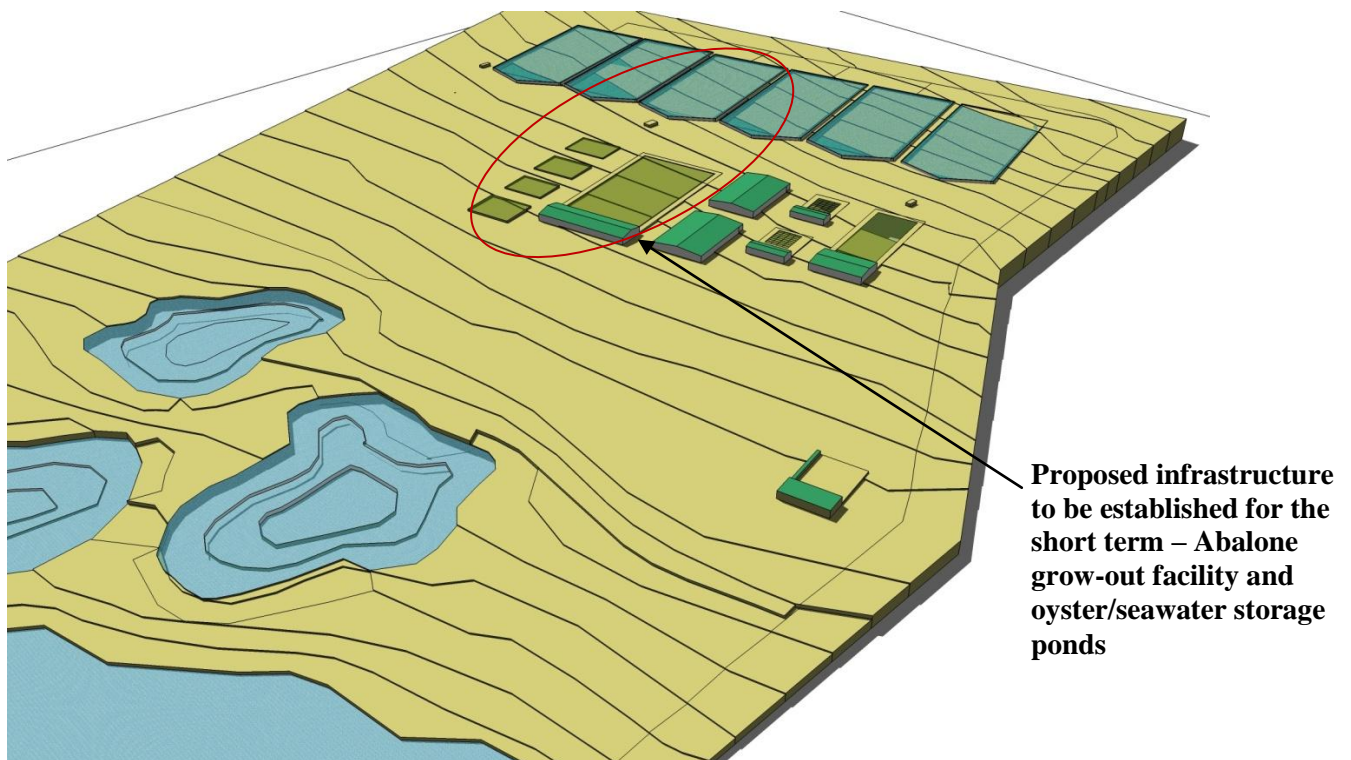 Proposed infrastructure
to be established for the
short term – Abalone
grow-out facility and
oyster/seawater storage
ponds